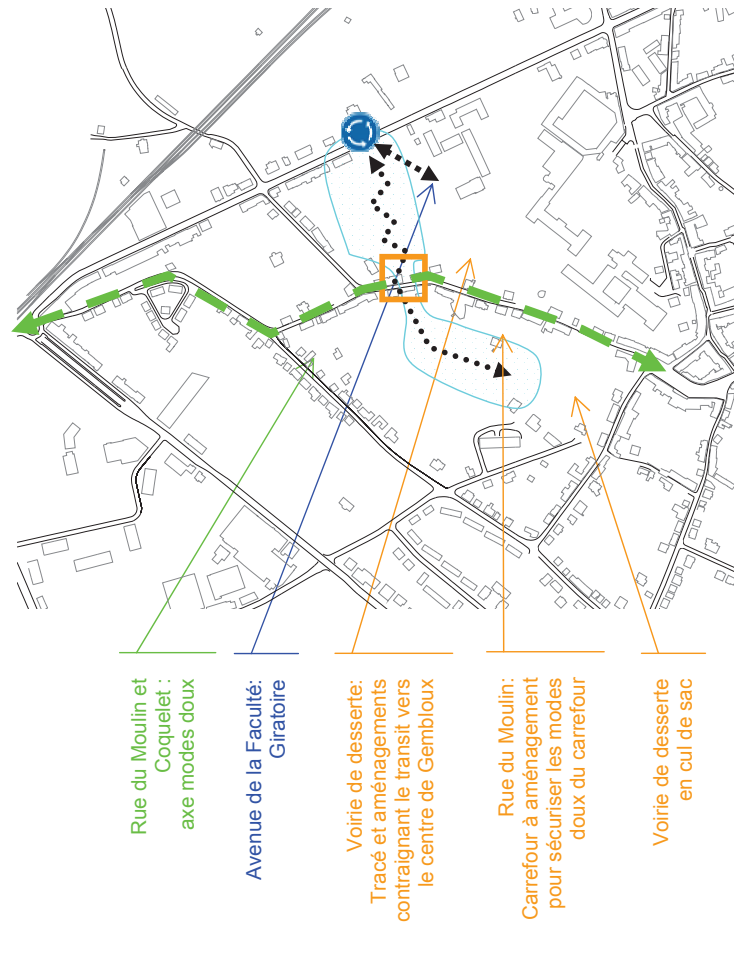 Rue du Moulin et
Coquelet :
axe modes doux
Avenue de la Faculté:
Giratoire
Voirie de desserte:
Tracé et aménagements
contraignant le transit vers
le centre de Gembloux
Rue du Moulin:
Carrefour à aménagement
pour sécuriser les modes
doux du carrefour
Voirie de desserte
en cul de sac